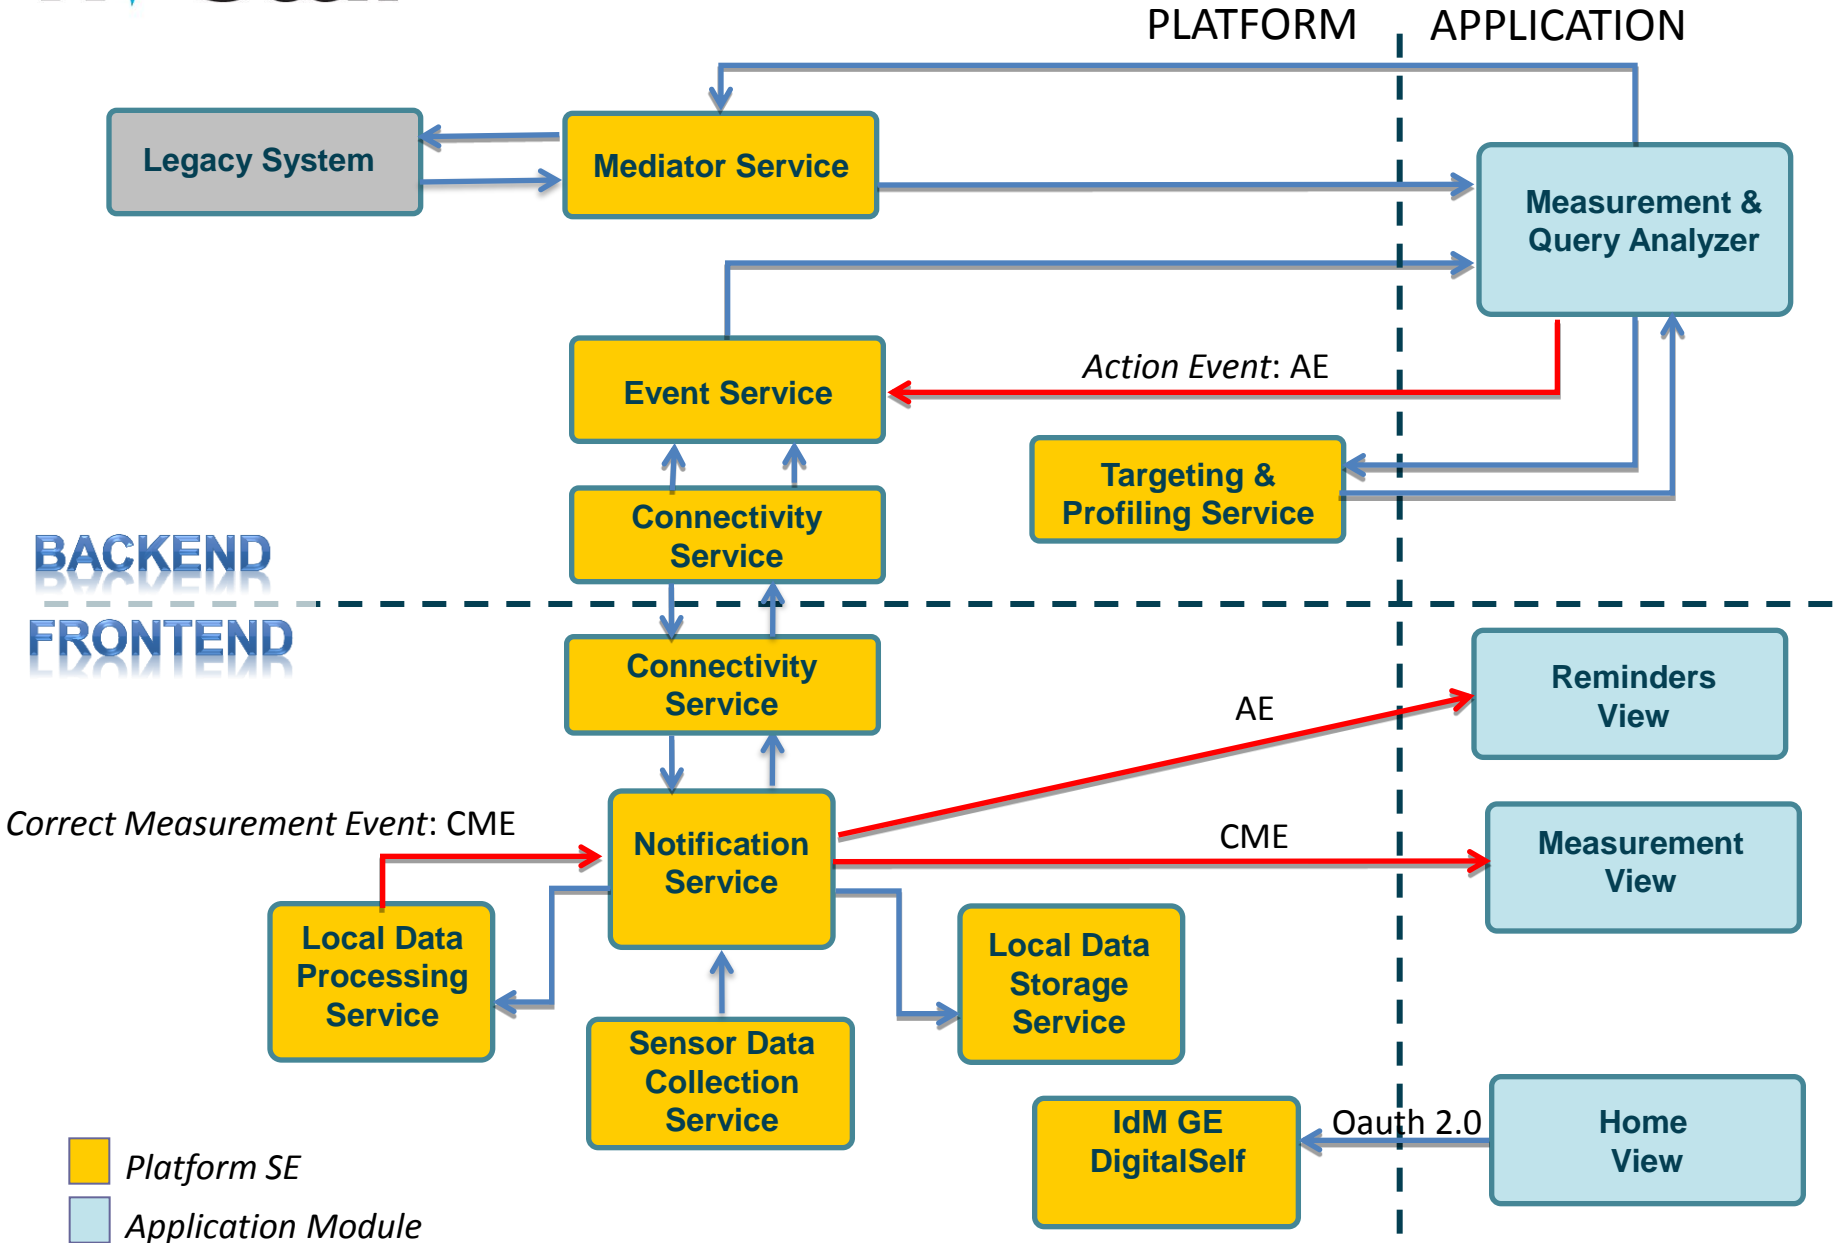 PLATFORM
APPLICATION
Legacy System
Mediator Service
Measurement &
Query Analyzer
Event Service
Action Event: AE
Targeting &
Profiling Service
Connectivity
Service
BACKEND
FRONTEND
Connectivity
Service
Reminders
View
AE
Correct Measurement Event: CME
Notification
Service
CME
Measurement
View
Local Data
Processing
Service
Local Data
Storage
Service
Sensor Data
Collection
Service
IdM GE
DigitalSelf
Oauth 2.0
Home
View
Platform SE
Application Module